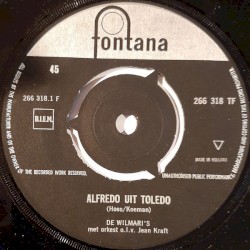 fontana
45
266 318.1 F
266 318 TF
B.I.E.M.
MADE IN HOLLAND
ALFREDO UIT TOLEDO
(Hoes/Koeman)
DE WILMARI'S
met orkest o.l.v. Jean Kraft